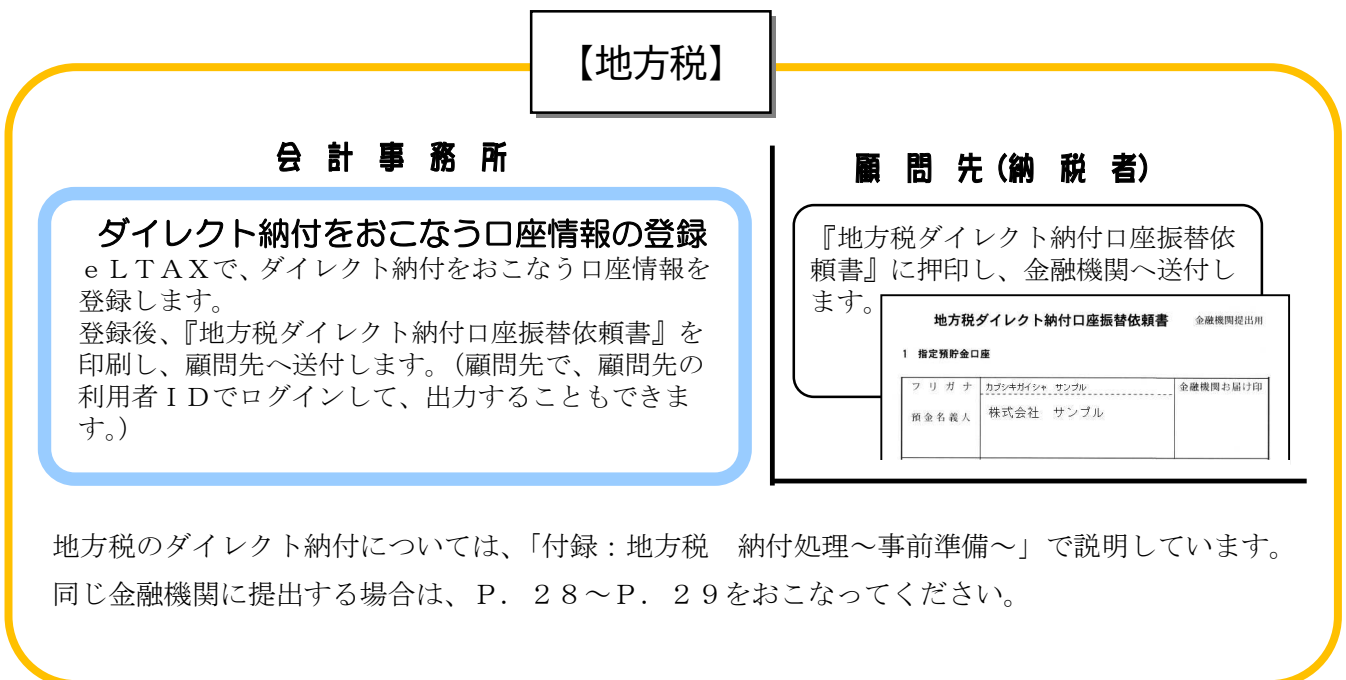 【地方税】
会計事務所
ダイレクト納付をおこなう口座情報の登録
eLTAXで、ダイレクト納付をおこなう口座情報を
登録します。
登録後、『地方税ダイレクト納付口座振替依頼書』を
印刷し、顧問先へ送付します。（顧問先で、顧問先の
利用者IDでログインして、出力することもできま
す。）
顧問先(納税者)
『地方税ダイレクト納付口座振替依
頼書』に押印し、金融機関へ送付し
ます。
地方税ダイレクト納付口座振替依頼書 金融機関提出用
1 指定預貯金口座
フリガナ カブシキガイシャ サンプル 金融機関お届け印
預金名義人 株式会社 サンプル
地方税のダイレクト納付については、「付録：地方税 納付処理～事前準備～」で説明しています。
同じ金融機関に提出する場合は、P．28～P．29をおこなってください。